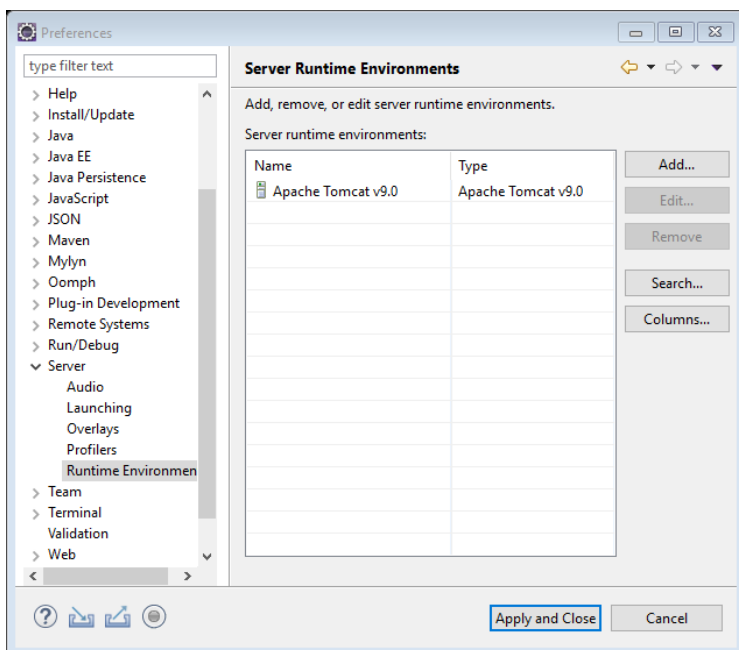 Preferences
type filter text
Help
Install/Update
Java
Java EE
Java Persistence
JavaScript
JSON
Maven
Mylyn
Oomph
Plug-in Development
Remote Systems
Run/Debug
Server
Audio
Launching
Overlays
Profilers
Runtime Environmen
Team
Terminal
Validation
Web
Server Runtime Environments
Add, remove, or edit server runtime environments.
Server runtime environments:
Name Type
Apache Tomcat v9.0 Apache Tomcat v9.0
Add...
Edit...
Remove
Search...
Columns...
Apply and Close Cancel